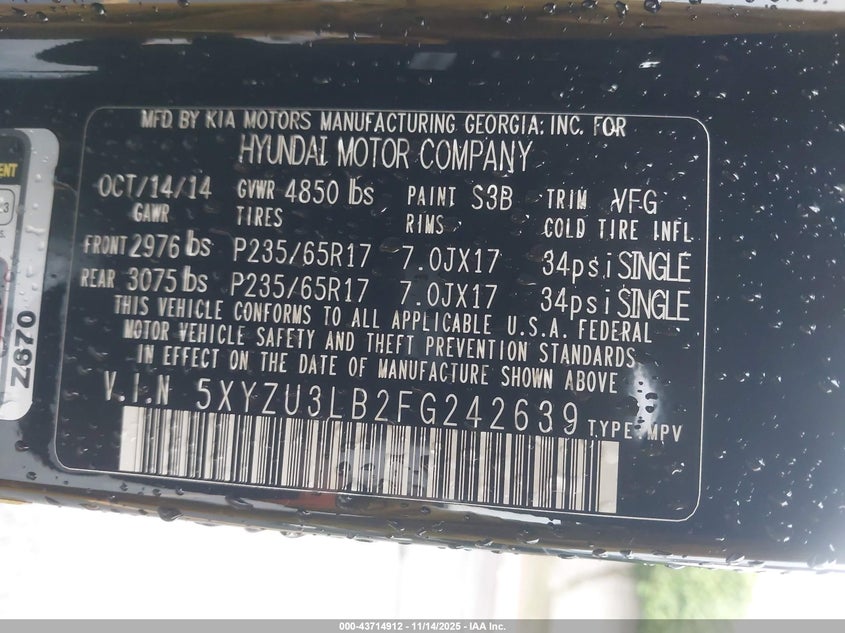 MFD BY KIA MOTORS MANUFACTURING GEORGIA: INC. FOR
HYUNDAI MOTOR COMPANY
OCT/14/14 GVWR 4850 lbs PAINT S3B TRIM VFG
GAWR TIRES RIMS COLD TIRE INFL
FRONT 2976 lbs P235/65R17 7.0JX17 34psi SINGLE
REAR 3075 lbs P235/65R17 7.0JX17 34psi SINGLE
THIS VEHICLE CONFORMS TO ALL APPLICABLE U.S.A. FEDERAL
MOTOR VEHICLE SAFETY AND THEFT PREVENTION STANDARDS
IN EFFECT ON THE DATE OF MANUFACTURE SHOWN ABOVE
V.I.N 5XYZU3LB2FG242639 TYPE MPV
Z670
000-43714912 - 11/14/2025 - IAA Inc.